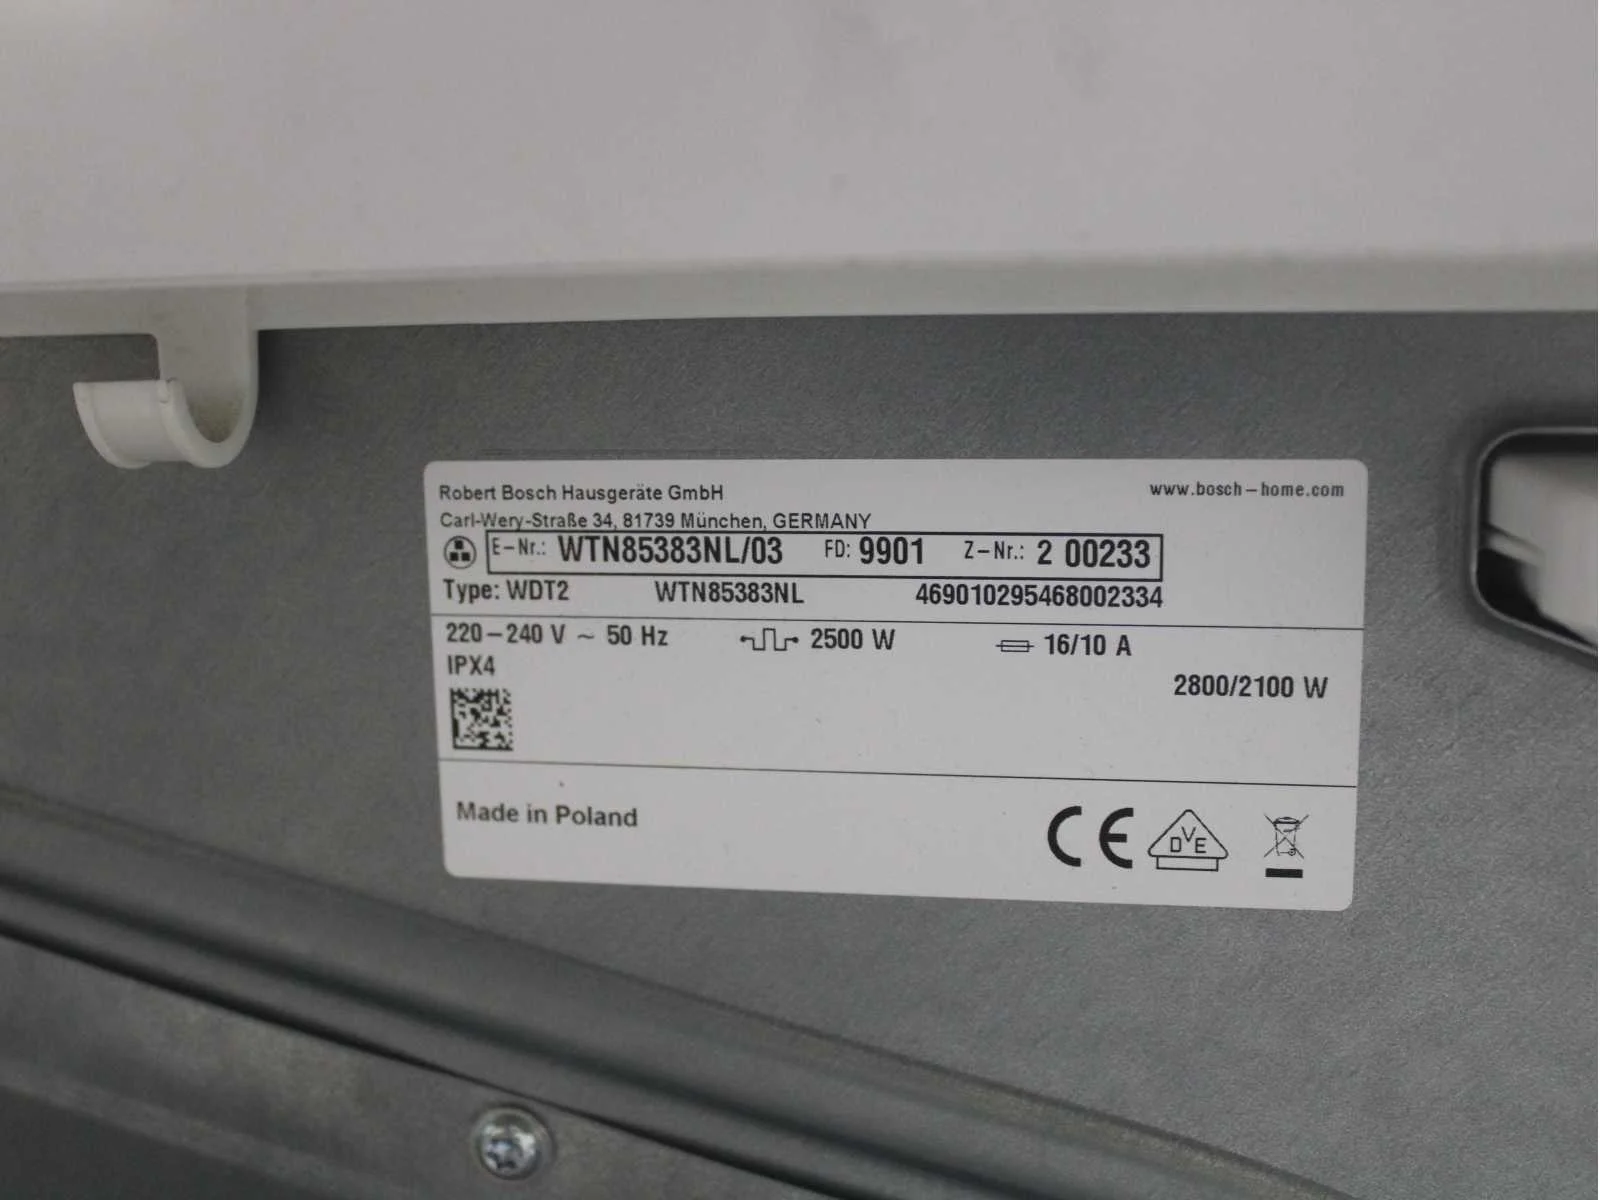 Robert Bosch Hausgeräte GmbH
www.bosch-home.com
Carl-Wery-Straße 34, 81739 München, GERMANY
E-Nr.: WTN85383NL/03 FD: 9901 Z-Nr.: 2 00233
Type: WDT2 WTN85383NL 469010295468002334
220-240 V ~ 50 Hz 2500 W 16/10 A
IPX4
2800/2100 W
Made in Poland
CE DVE